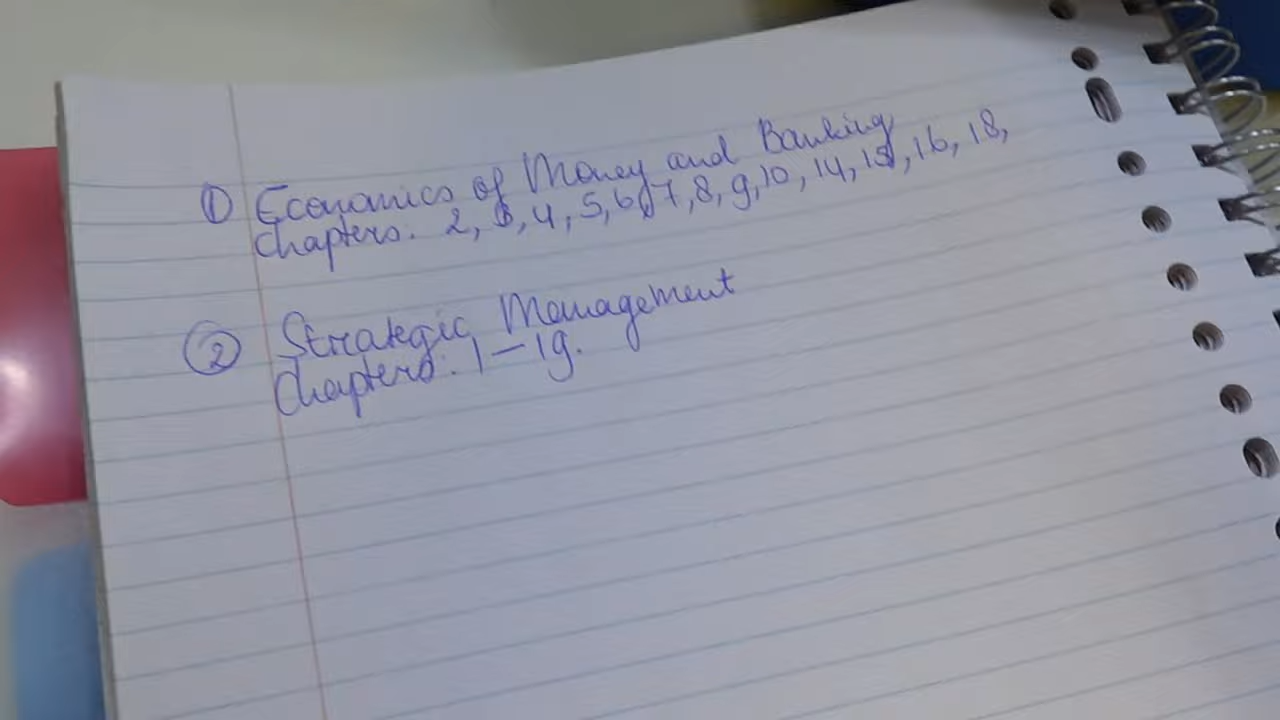 ① Economics of Money and Banking
Chapters. 2, 3, 4, 5, 6, 7, 8, 9, 10, 14, 15, 16, 18,
② Strategic Management
Chapters. 1 – 19.